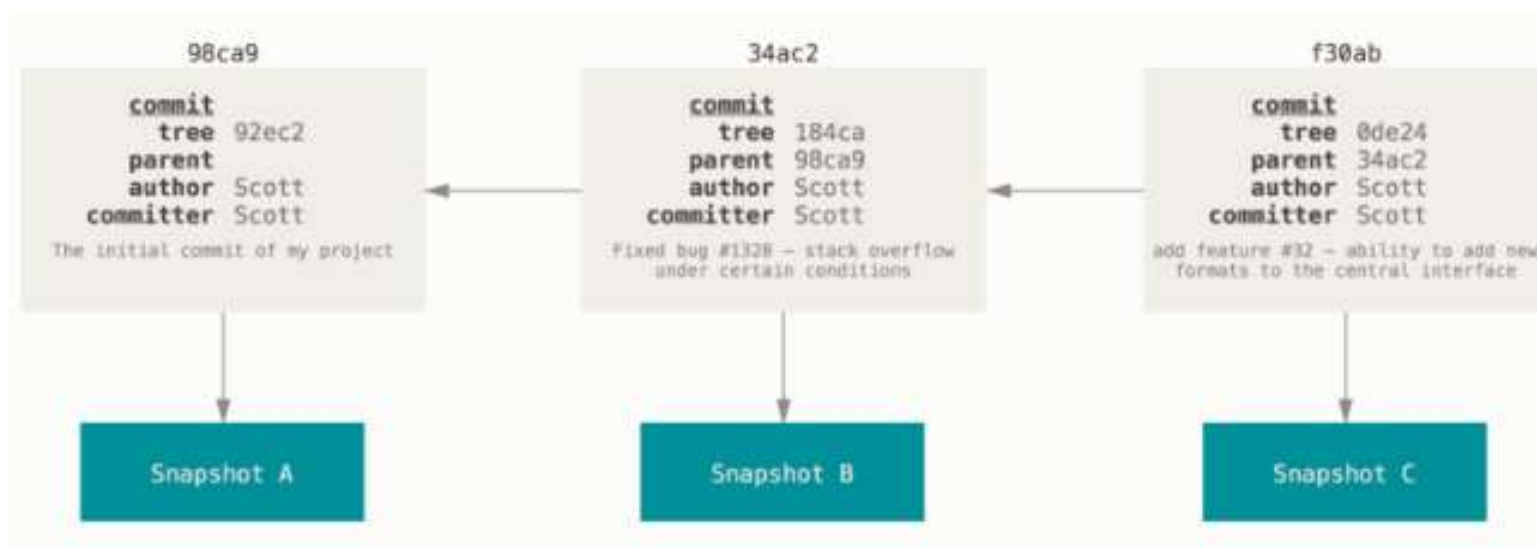 98ca9
commit
tree 92ec2
parent
author Scott
committer Scott
The initial commit of my project
Snapshot A
34ac2
commit
tree 184ca
parent 98ca9
author Scott
committer Scott
Fixed bug #1328 – stack overflow
under certain conditions
Snapshot B
f30ab
commit
tree 0de24
parent 34ac2
author Scott
committer Scott
add feature #32 – ability to add new
formats to the central interface
Snapshot C